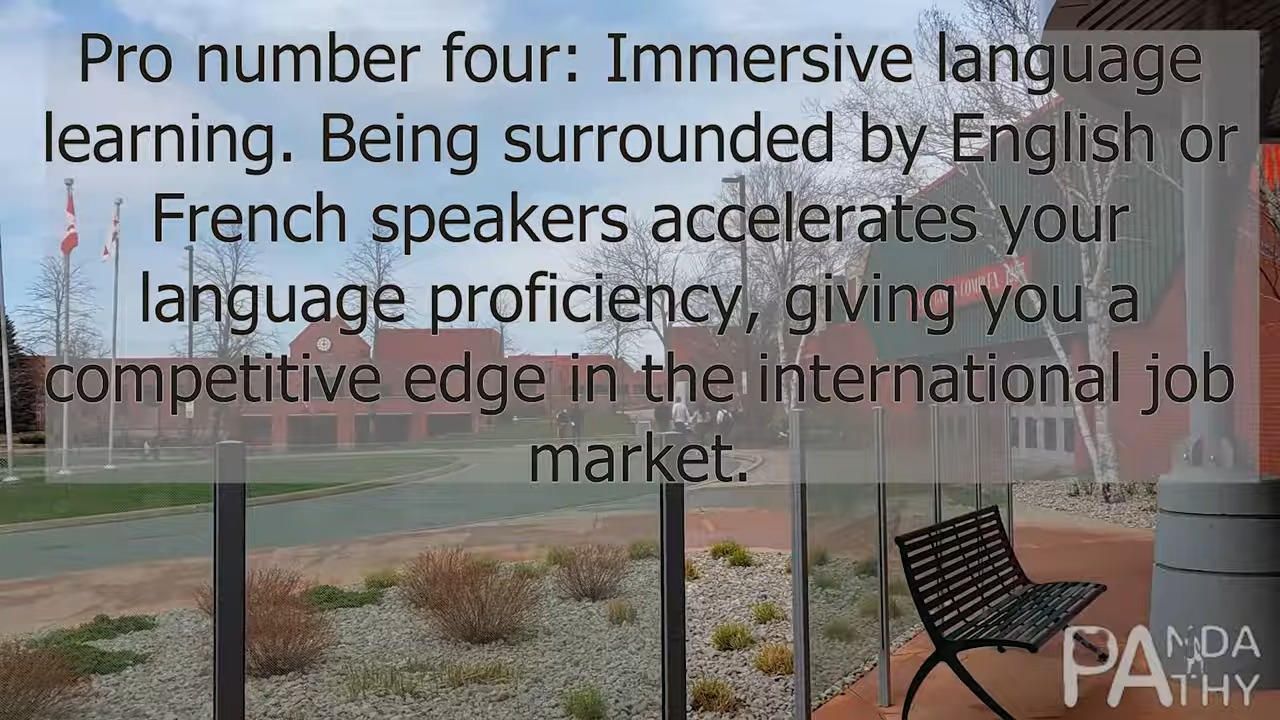 Pro number four: Immersive language
learning. Being surrounded by English or
French speakers accelerates your
language proficiency, giving you a
competitive edge in the international job
market.
PANDA
PATHY